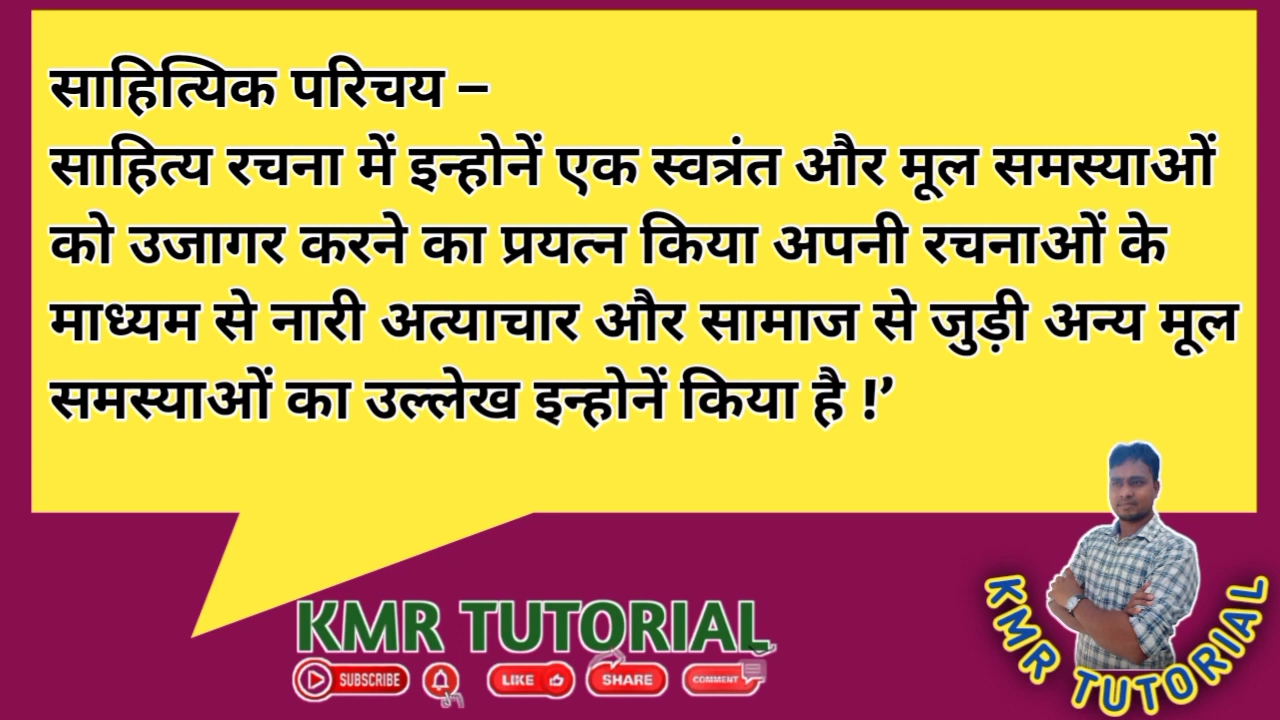 साहित्यिक परिचय –
साहित्य रचना में इन्होनें एक स्वत्रंत और मूल समस्याओं
को उजागर करने का प्रयत्न किया अपनी रचनाओं के
माध्यम से नारी अत्याचार और सामाज से जुड़ी अन्य मूल
समस्याओं का उल्लेख इन्होनें किया है !’
KMR TUTORIAL
SUBSCRIBE
LIKE
SHARE
COMMENT
KMR TUTORIAL